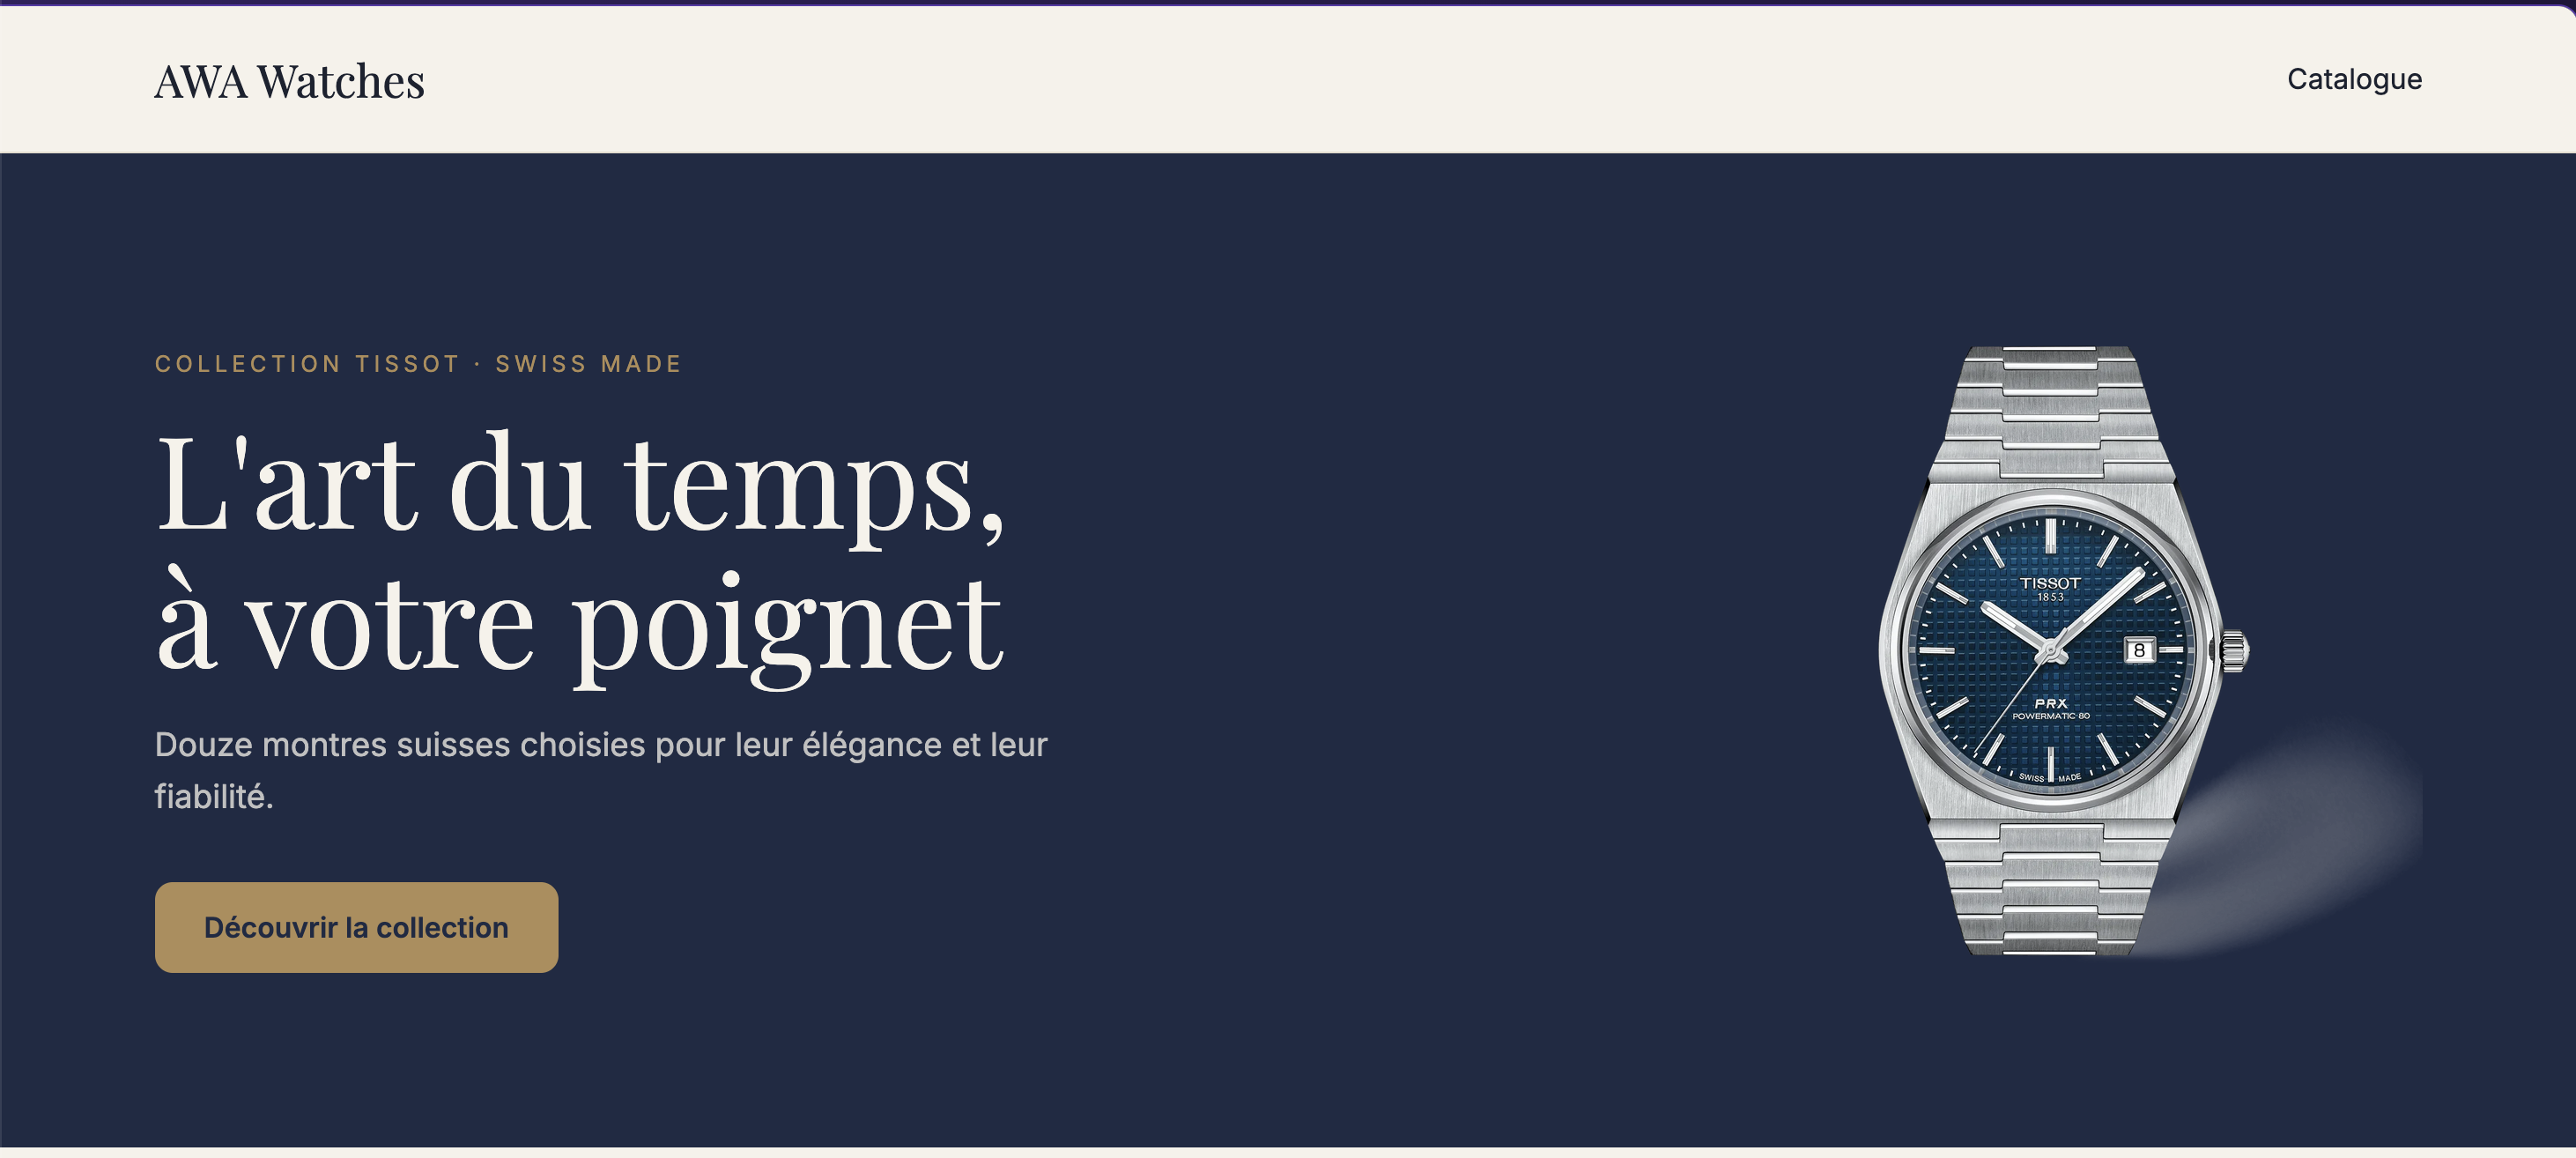 AWA Watches
Catalogue
COLLECTION TISSOT · SWISS MADE
L'art du temps,
à votre poignet
Douze montres suisses choisies pour leur élégance et leur
fiabilité.
Découvrir la collection
TISSOT
1853
8
PRX
POWERMATIC 80
SWISS MADE